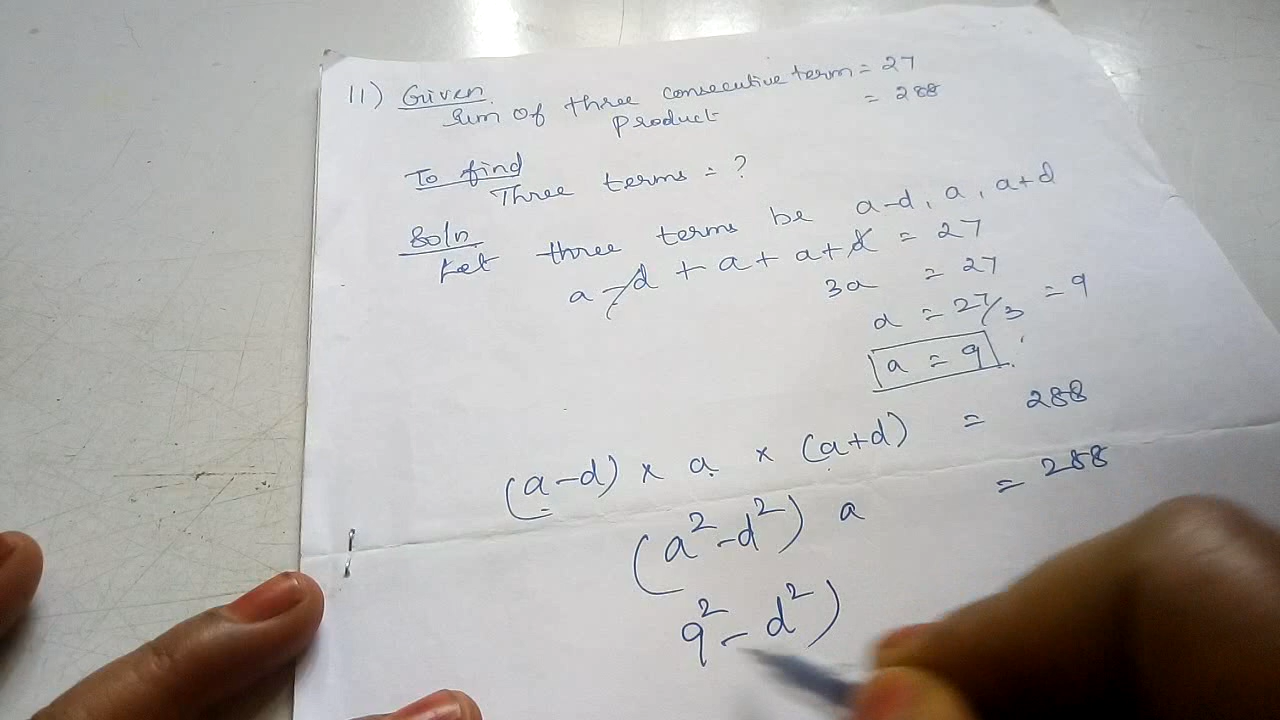 11) Given
Sum of three consecutive term = 27
product = 288
To find
Three terms = ?
Soln.
Let three terms be a-d, a, a+d
a-d + a + a+d = 27
3a = 27
a = 27/3 = 9
a = 9
(a-d) × a × (a+d) = 288
(a²-d²) a = 288
9²-d²)